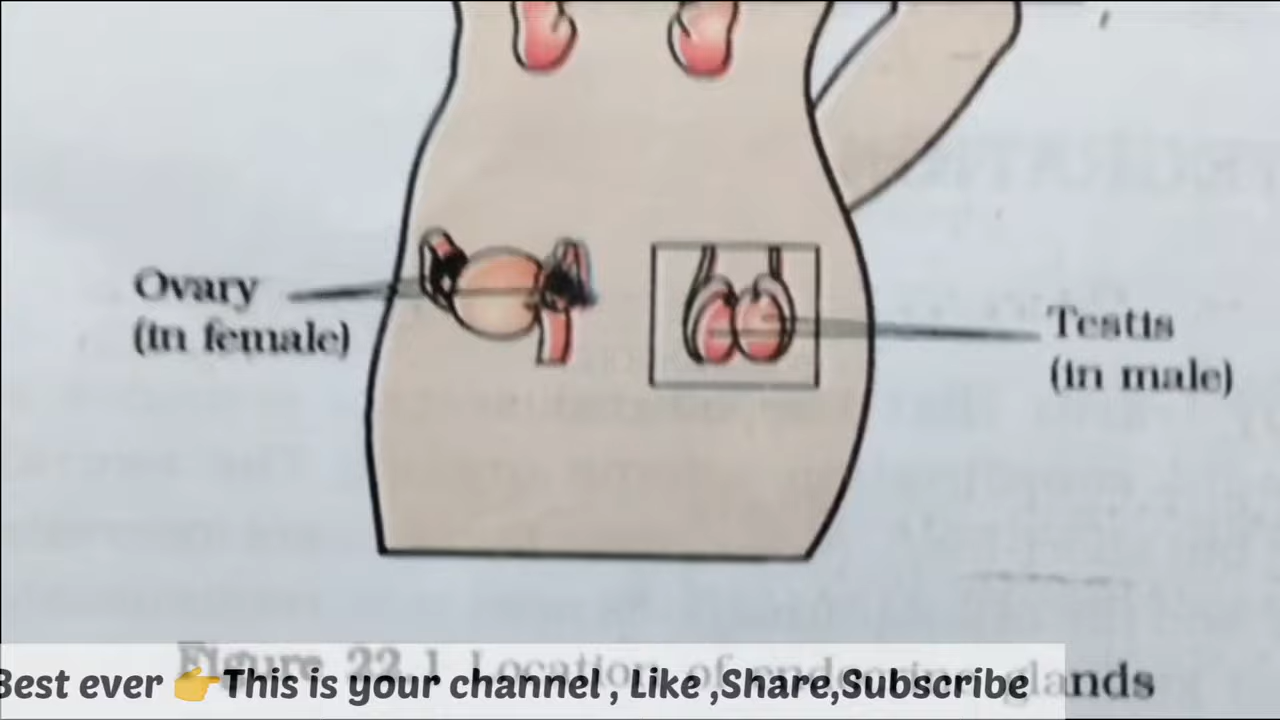 Ovary
(in female)
Testis
(in male)
Figure 22.1 Location of endocrine glands
Best ever 👉This is your channel , Like ,Share,Subscribe